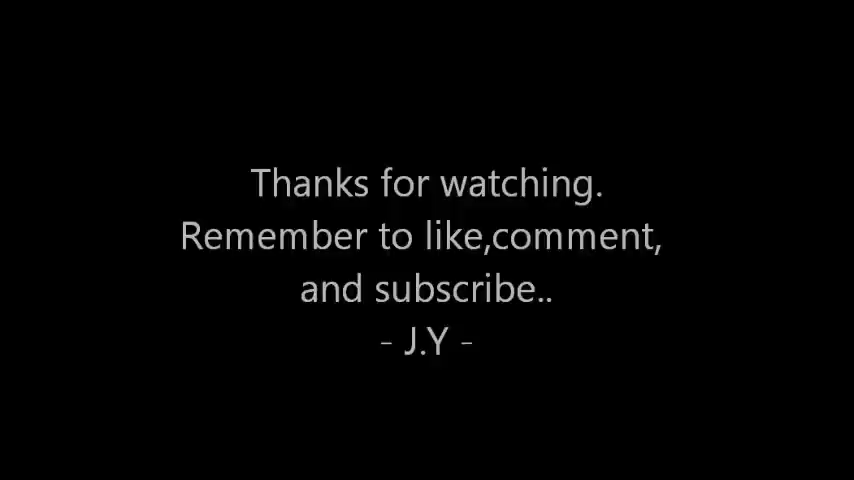 Thanks for watching.
Remember to like,comment,
and subscribe..
- J.Y -